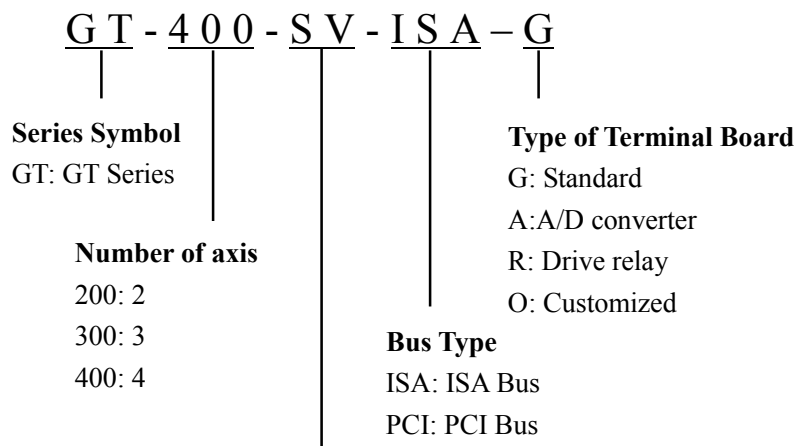 GT-400-SV-ISA–G
Series Symbol
GT: GT Series
Number of axis
200: 2
300: 3
400: 4
Bus Type
ISA: ISA Bus
PCI: PCI Bus
Type of Terminal Board
G: Standard
A:A/D converter
R: Drive relay
O: Customized